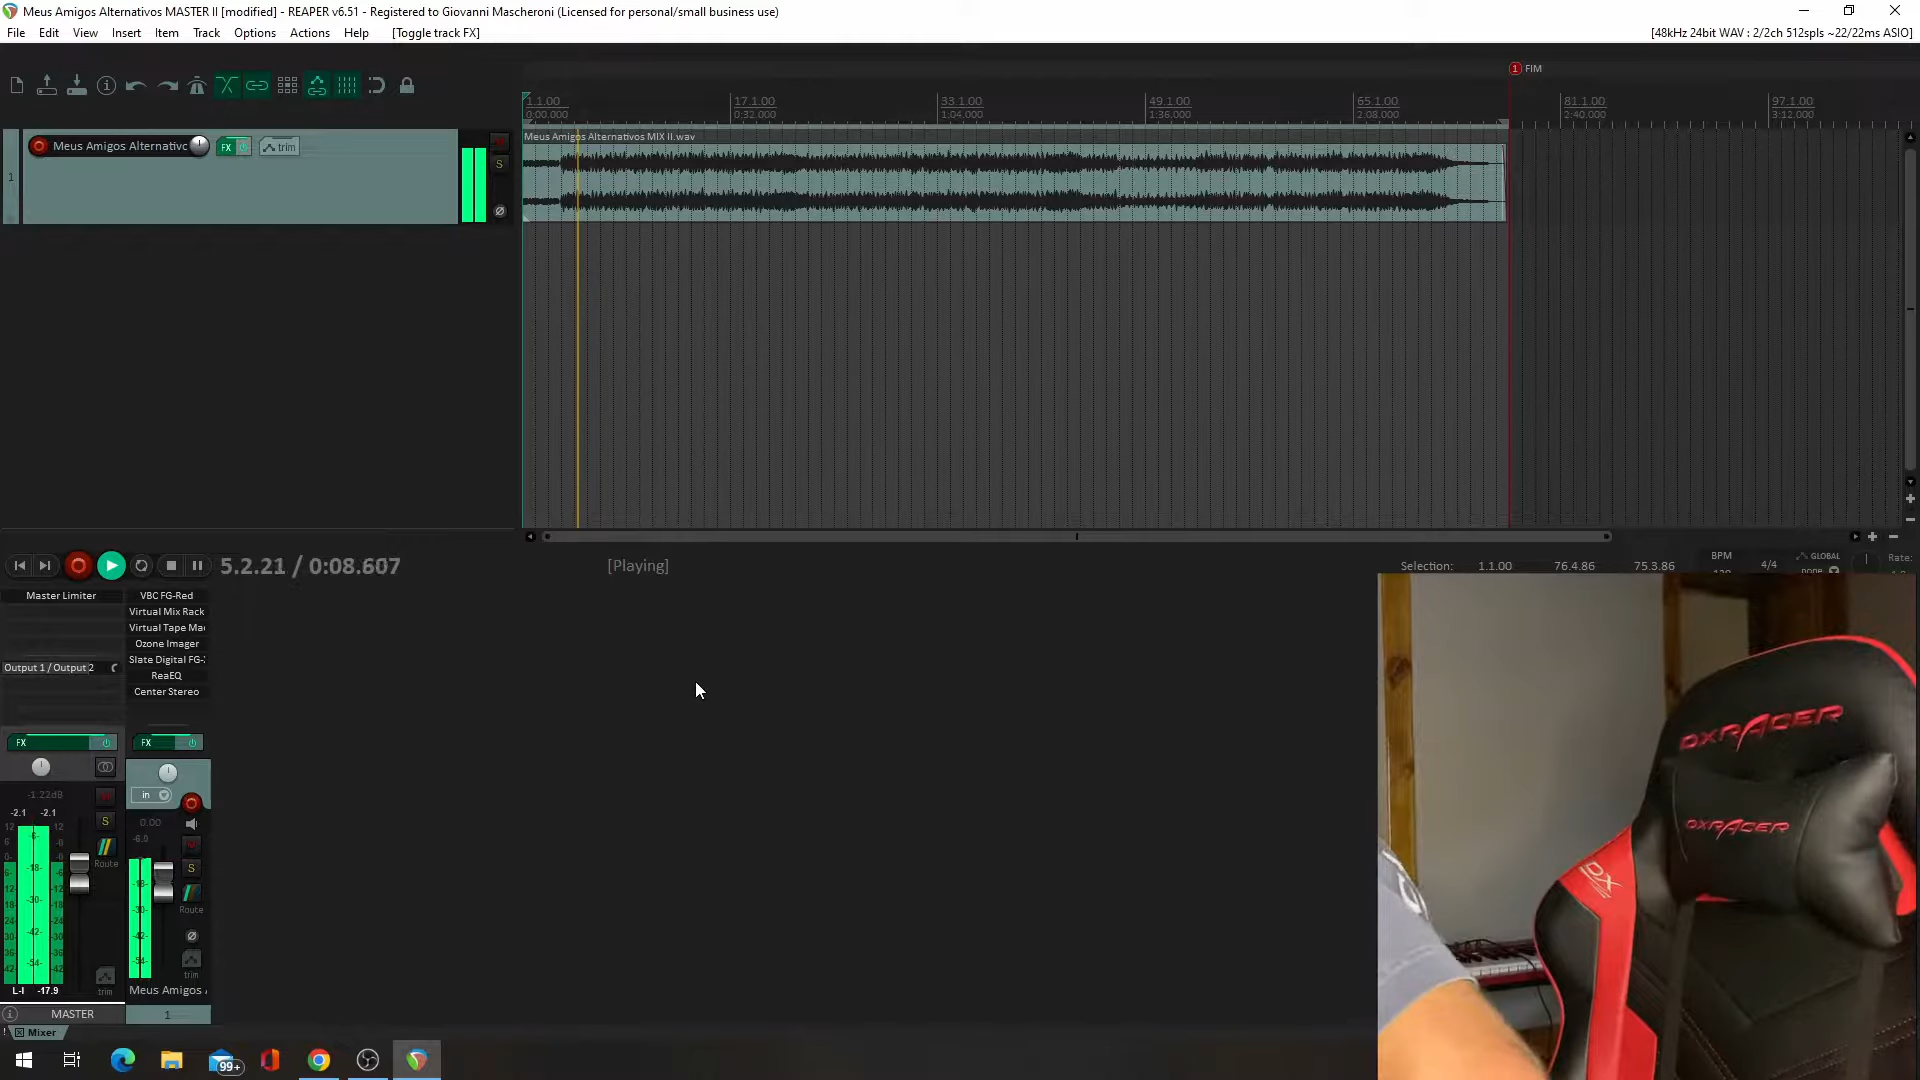 Meus Amigos Alternativos MASTER II [modified] - REAPER v6.51 - Registered to Giovanni Mascheroni (Licensed for personal/small business use)
File Edit View Insert Item Track Options Actions Help [Toggle track FX] [48kHz 24bit WAV : 2/2ch 512spls ~22/22ms ASIO]
1 FIM
1.1.00 17.1.00 33.1.00 49.1.00 65.1.00 81.1.00 97.1.00
0:00.000 0:32.000 1:04.000 1:36.000 2:08.000 2:40.000 3:12.000
Meus Amigos Alternativos MIX II.wav
Meus Amigos Alternativc FX trim
S
1
5.2.21 / 0:08.607 [Playing] Selection: 1.1.00 76.4.86 75.3.86 BPM 4/4 GLOBAL none Rate:
Master Limiter VBC FG-Red
Virtual Mix Rack
Virtual Tape Mac
Ozone Imager
Slate Digital FG-
Output 1 / Output 2
ReaEQ
Center Stereo
FX FX
in
-1.22dB
-2.1 -2.1
0.00
-6.9
S
Route
S
Route
trim
trim
L-I -17.9
Meus Amigos
MASTER 1
Mixer
99+
DXRACER
DXRACER
DX